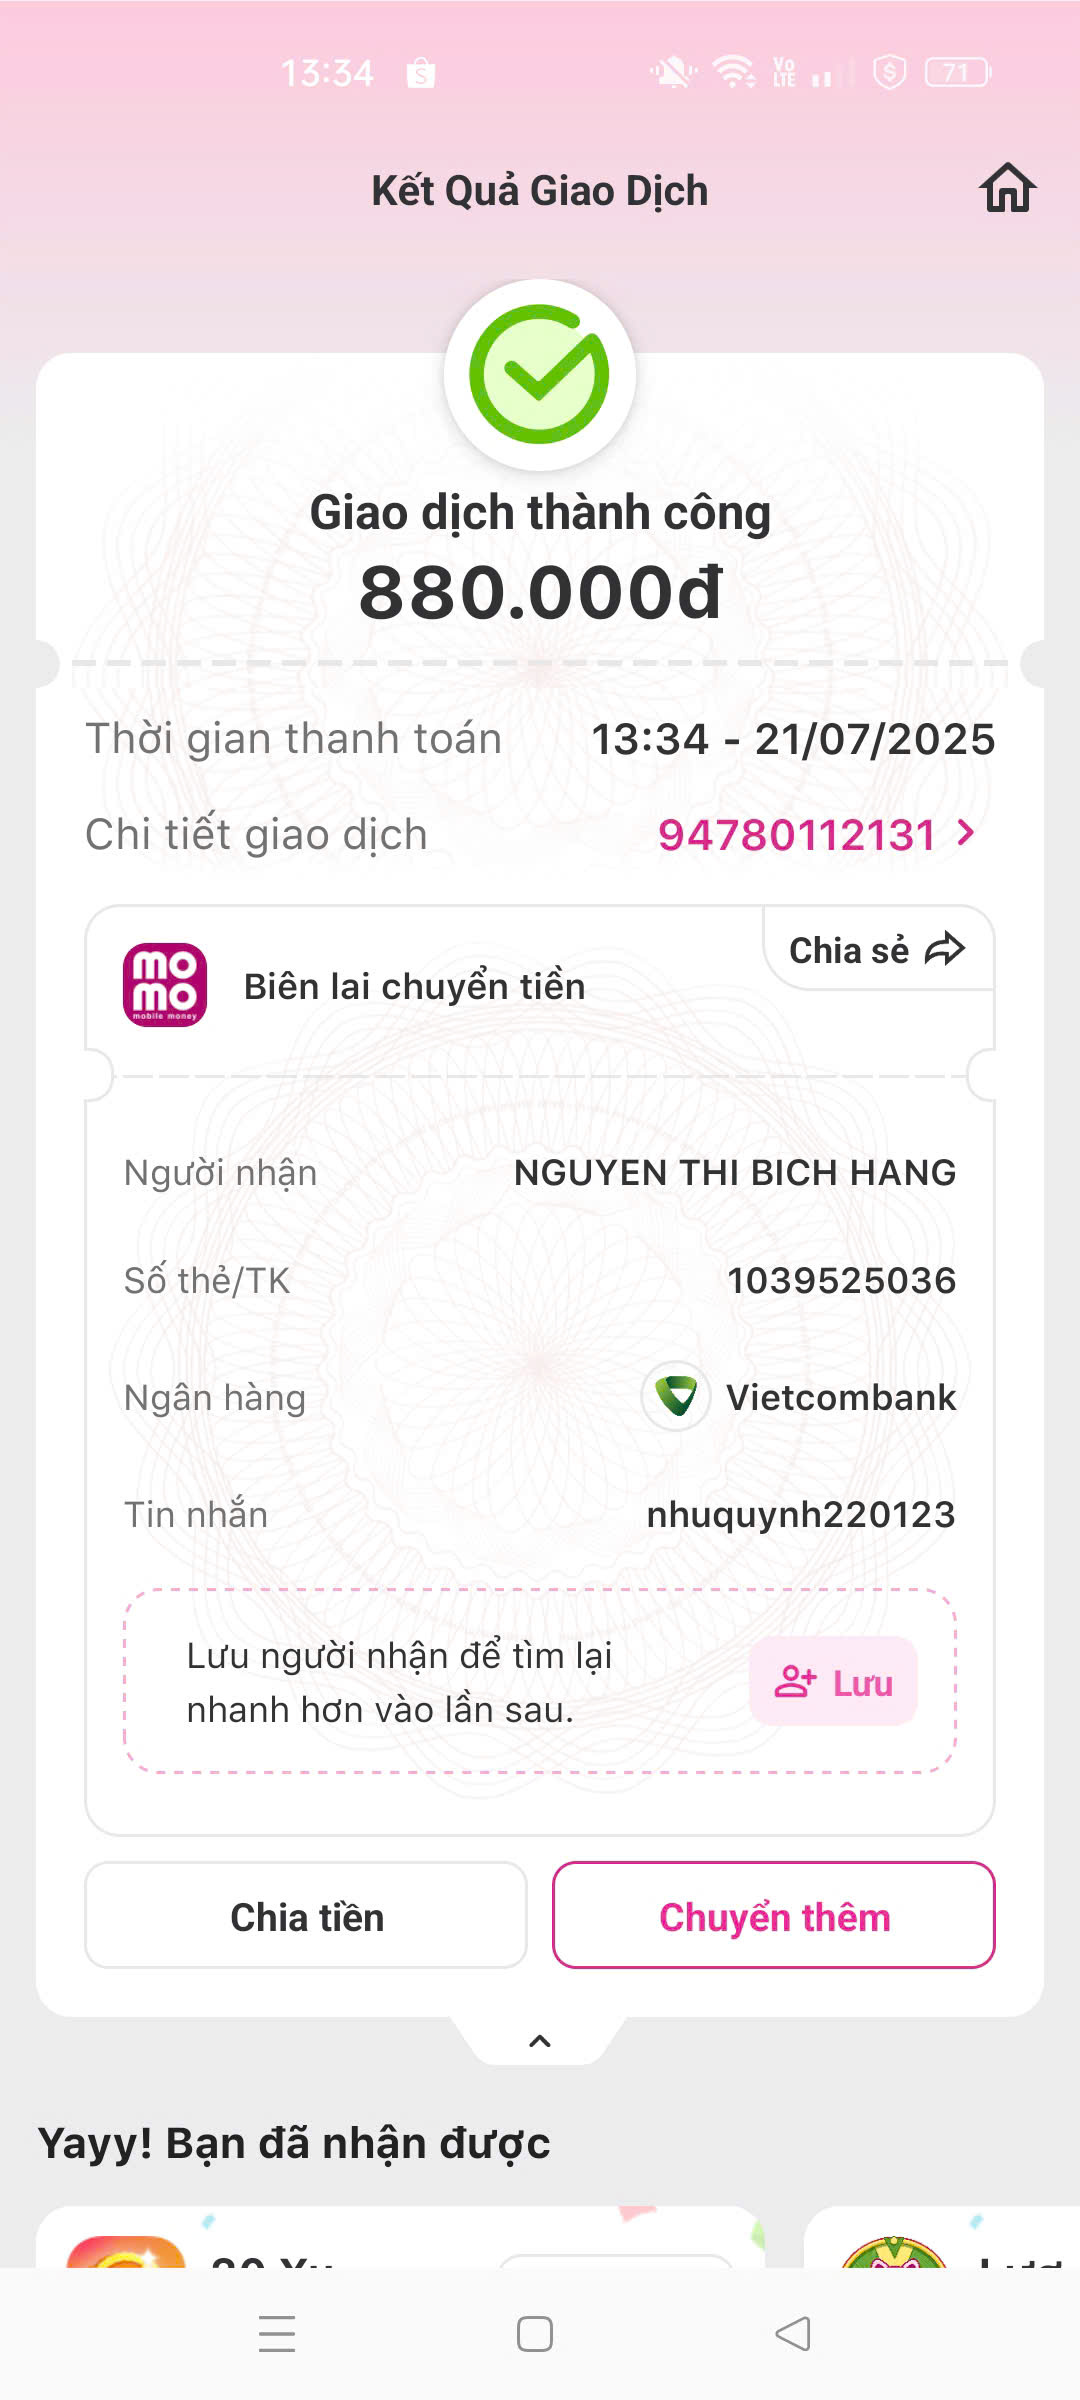 13:34
Vo
LTE
71
Kết Quả Giao Dịch
Giao dịch thành công
880.000đ
Thời gian thanh toán 13:34 - 21/07/2025
Chi tiết giao dịch 94780112131
Chia sẻ
mo
mo
mobile money
Biên lai chuyển tiền
Người nhận NGUYEN THI BICH HANG
Số thẻ/TK 1039525036
Ngân hàng Vietcombank
Tin nhắn nhuquynh220123
Lưu người nhận để tìm lại
nhanh hơn vào lần sau.
Lưu
Chia tiền Chuyển thêm
Yayy! Bạn đã nhận được